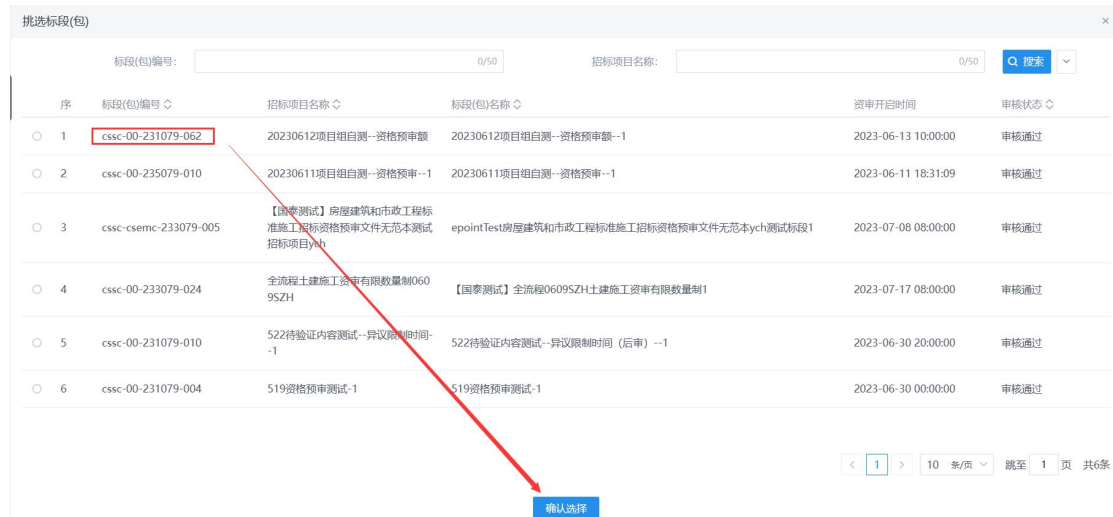 挑选标段(包) ×
标段(包)编号: 0/50 招标项目名称: 0/50 搜索
序 标段(包)编号 招标项目名称 标段(包)名称 资审开启时间 审核状态
1 cssc-00-231079-062 20230612项目组自测--资格预审额 20230612项目组自测--资格预审额--1 2023-06-13 10:00:00 审核通过
2 cssc-00-235079-010 20230611项目组自测--资格预审--1 20230611项目组自测--资格预审--1 2023-06-11 18:31:09 审核通过
【国泰测试】房屋建筑和市政工程标
3 cssc-csemc-233079-005 准施工招标资格预审文件无范本测试 epointTest房屋建筑和市政工程标准施工招标资格预审文件无范本ych测试标段1 2023-07-08 08:00:00 审核通过
招标项目ych
全流程土建施工资审有限数量制060
4 cssc-00-233079-024 【国泰测试】全流程0609SZH土建施工资审有限数量制1 2023-07-17 08:00:00 审核通过
9SZH
522待验证内容测试--异议限制时间-
5 cssc-00-231079-010 522待验证内容测试--异议限制时间（后审）--1 2023-06-30 20:00:00 审核通过
-1
6 cssc-00-231079-004 519资格预审测试-1 519资格预审测试-1 2023-06-30 00:00:00 审核通过
< 1 > 10 条/页 跳至 1 页 共6条
确认选择